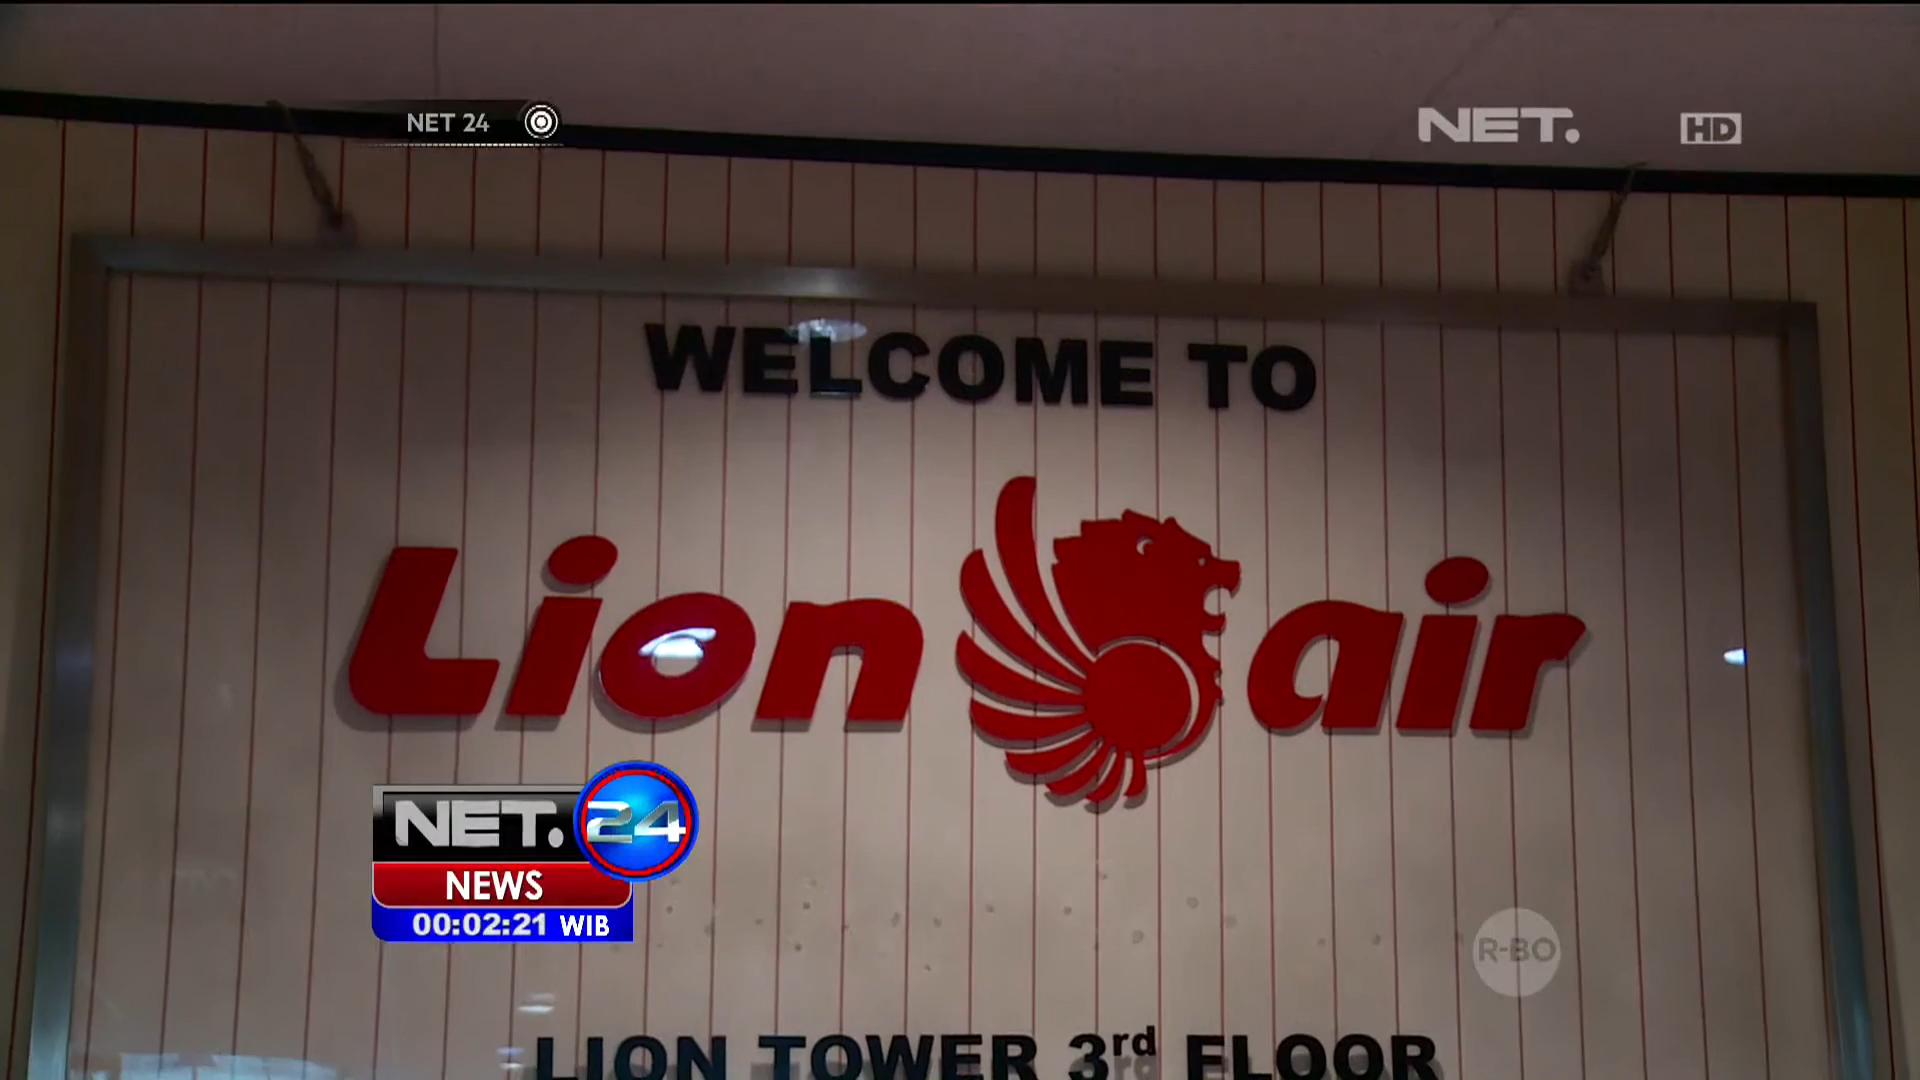 NET 24
NET.
HD
WELCOME TO
Lion air
NET. 24
NEWS
00:02:21 WIB
R-BO
LION TOWER 3rd FLOOR